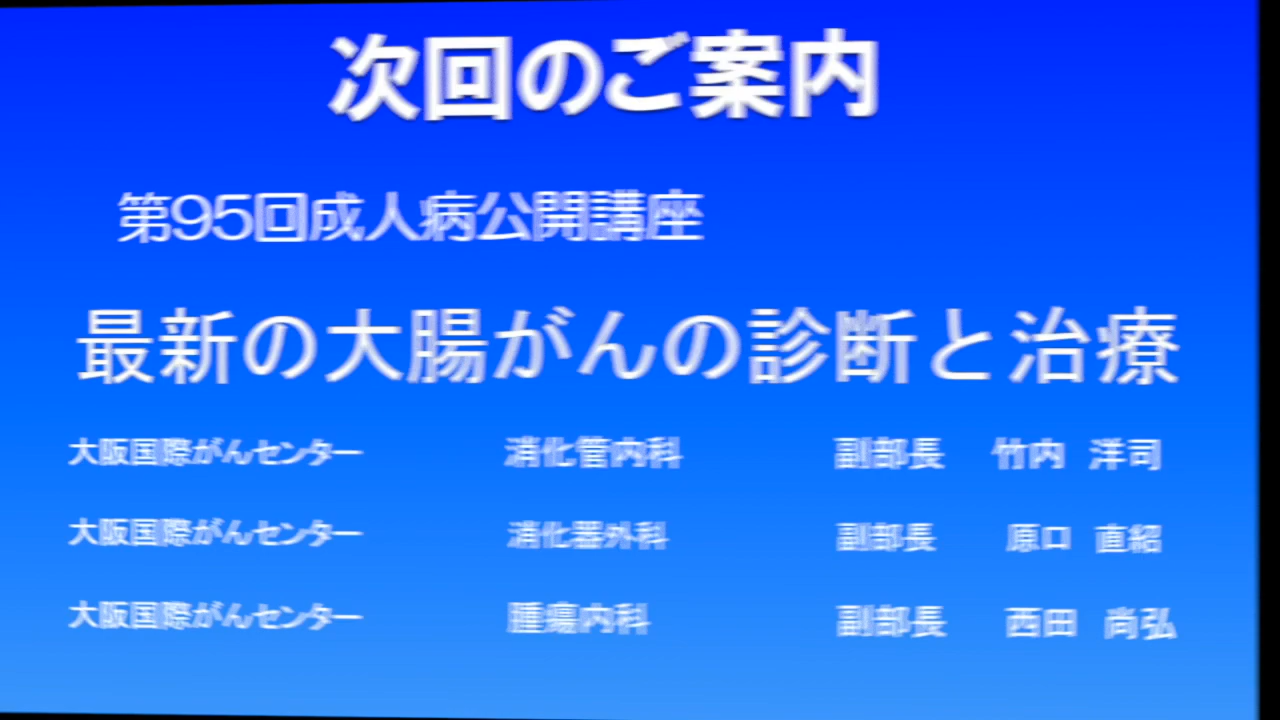 次回のご案内
第95回成人病公開講座
最新の大腸がんの診断と治療
大阪国際がんセンター 消化管内科 副部長 竹内 洋司
大阪国際がんセンター 消化器外科 副部長 原口 直紹
大阪国際がんセンター 腫瘍内科 副部長 西田 尚弘